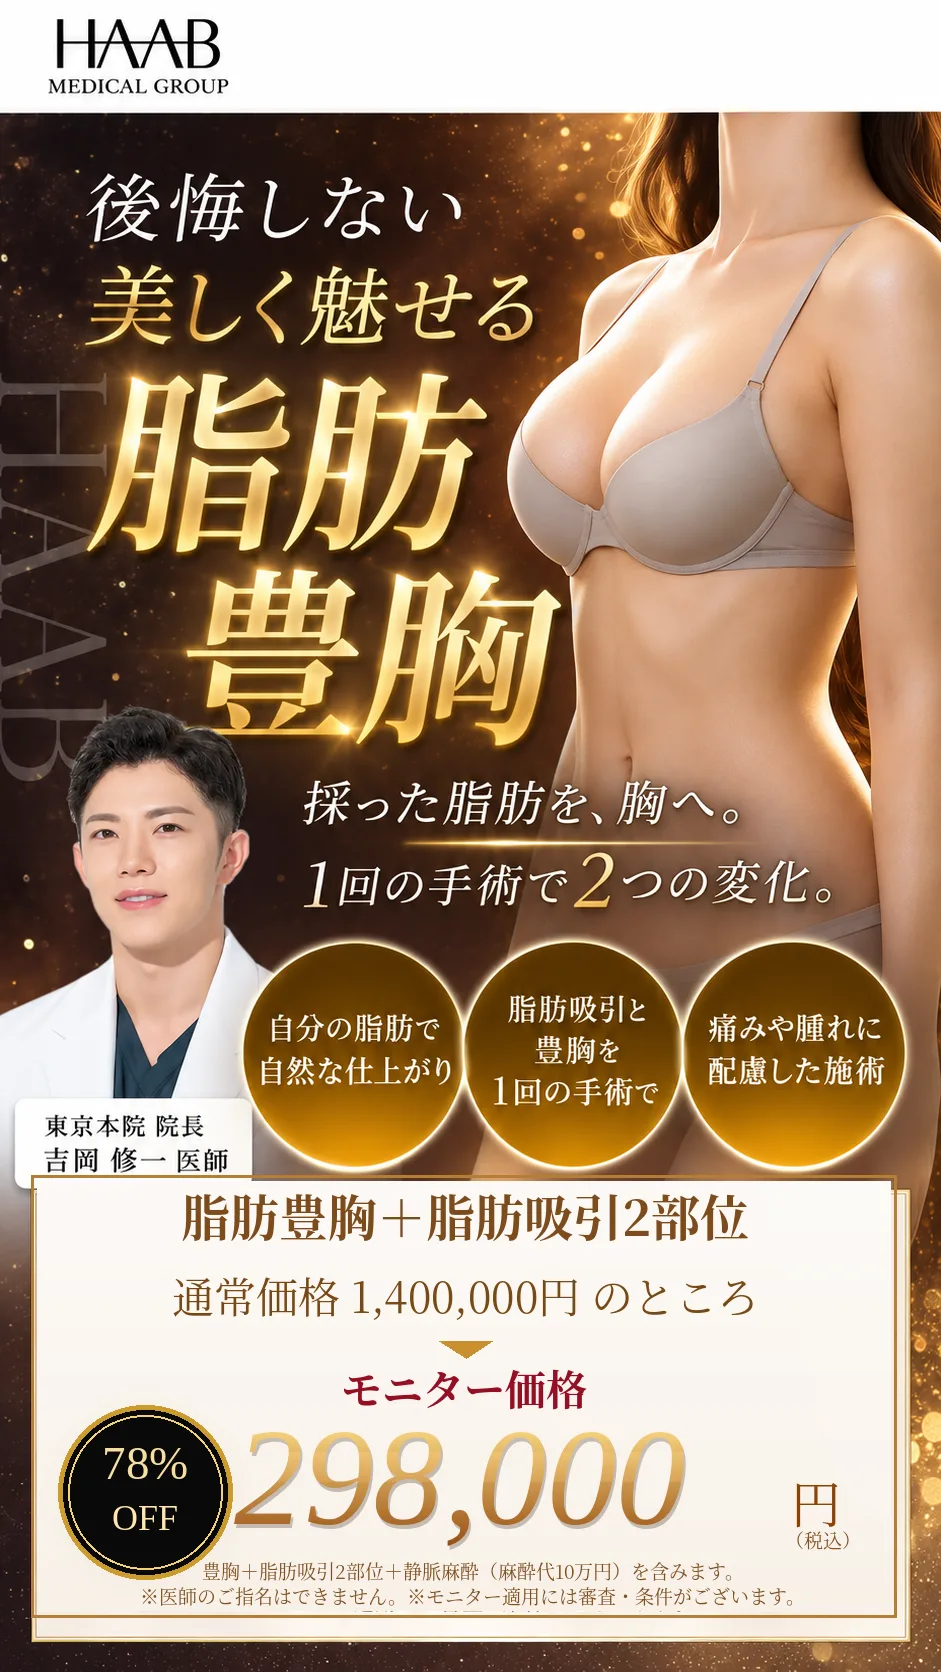 HAAB
MEDICAL GROUP
後悔しない
美しく魅せる
脂肪
豊胸
HAAB
採った脂肪を、胸へ。
1回の手術で2つの変化。
自分の脂肪で
自然な仕上がり
脂肪吸引と
豊胸を
1回の手術で
痛みや腫れに
配慮した施術
東京本院 院長
吉岡 修一 医師
脂肪豊胸＋脂肪吸引2部位
通常価格 1,400,000円 のところ
モニター価格
78%
OFF
298,000
円
（税込）
豊胸＋脂肪吸引2部位＋静脈麻酔（麻酔代10万円）を含みます。
※医師のご指名はできません。※モニター適用には審査・条件がございます。